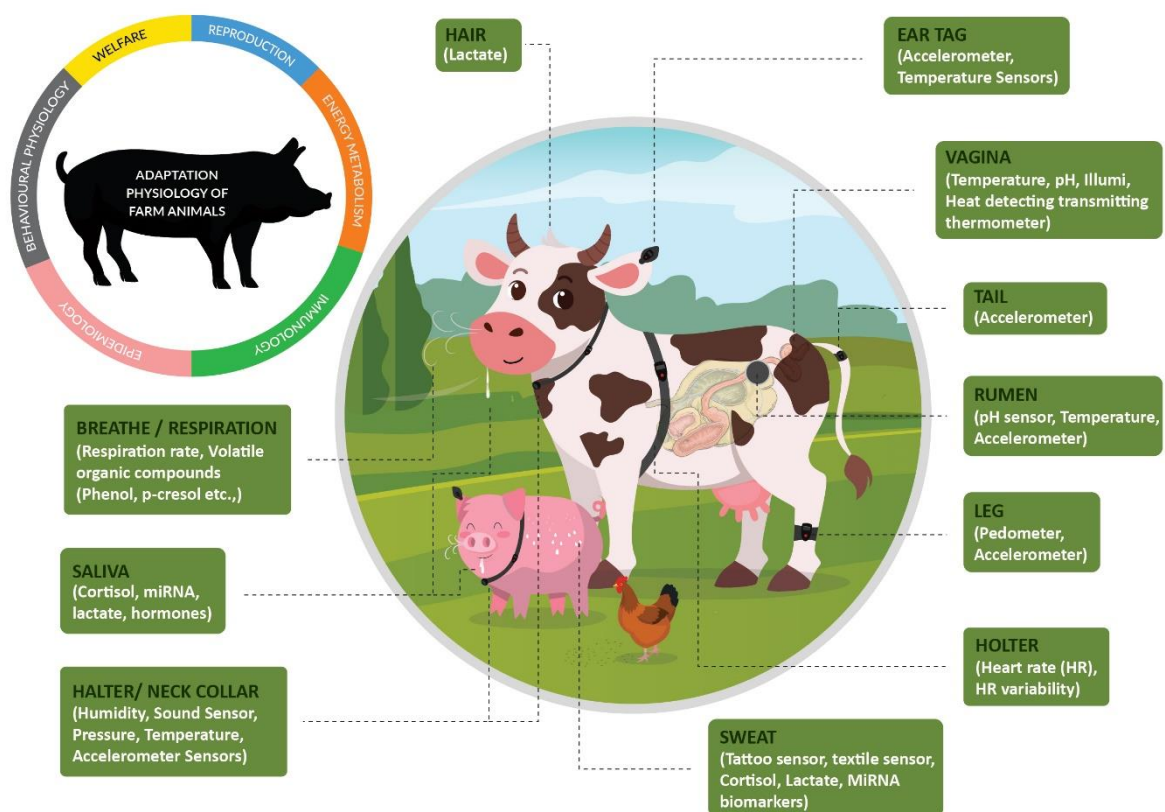 WELFARE
REPRODUCTION
ENERGY METABOLISM
IMMUNOLOGY
EPIDEMIOLOGY
BEHAVIOURAL PHYSIOLOGY
ADAPTATION
PHYSIOLOGY OF
FARM ANIMALS
HAIR
(Lactate)
EAR TAG
(Accelerometer,
Temperature Sensors)
VAGINA
(Temperature, pH, Illumi,
Heat detecting transmitting
thermometer)
TAIL
(Accelerometer)
RUMEN
(pH sensor, Temperature,
Accelerometer)
LEG
(Pedometer,
Accelerometer)
HOLTER
(Heart rate (HR),
HR variability)
BREATHE / RESPIRATION
(Respiration rate, Volatile
organic compounds
(Phenol, p-cresol etc.,)
SALIVA
(Cortisol, miRNA,
lactate, hormones)
HALTER/ NECK COLLAR
(Humidity, Sound Sensor,
Pressure, Temperature,
Accelerometer Sensors)
SWEAT
(Tattoo sensor, textile sensor,
Cortisol, Lactate, MiRNA
biomarkers)